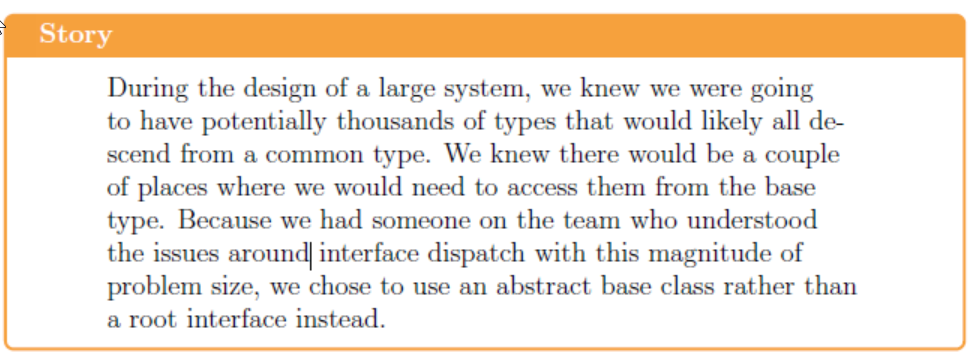 Story
During the design of a large system, we knew we were going
to have potentially thousands of types that would likely all de-
scend from a common type. We knew there would be a couple
of places where we would need to access them from the base
type. Because we had someone on the team who understood
the issues around interface dispatch with this magnitude of
problem size, we chose to use an abstract base class rather than
a root interface instead.